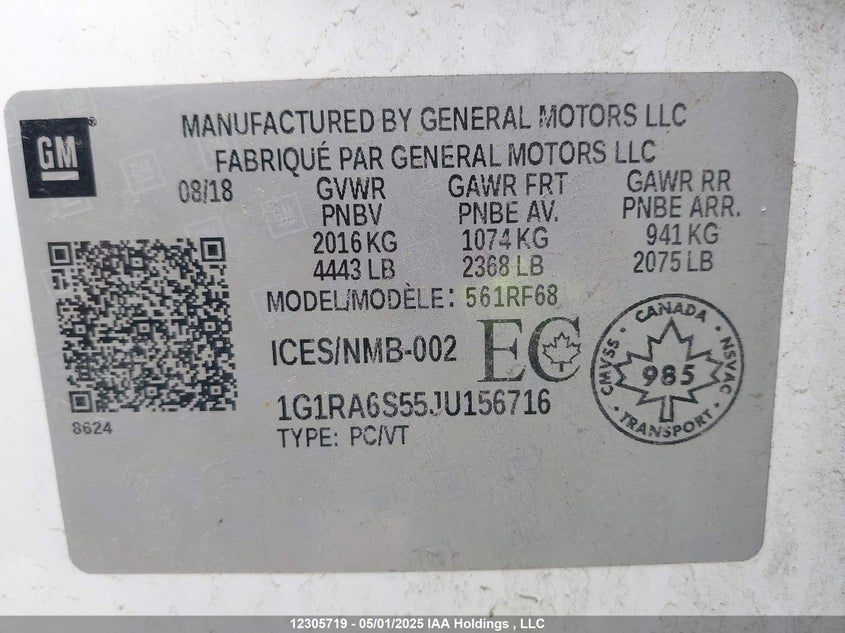 GM
MANUFACTURED BY GENERAL MOTORS LLC
FABRIQUÉ PAR GENERAL MOTORS LLC
08/18 GVWR GAWR FRT GAWR RR
PNBV PNBE AV. PNBE ARR.
2016 KG 1074 KG 941 KG
4443 LB 2368 LB 2075 LB
MODEL/MODÈLE: 561RF68
ICES/NMB-002 EC
CANADA
CMVSS 985 NSVAC
TRANSPORT
1G1RA6S55JU156716
8624
TYPE: PC/VT
12305719 - 05/01/2025 IAA Holdings , LLC